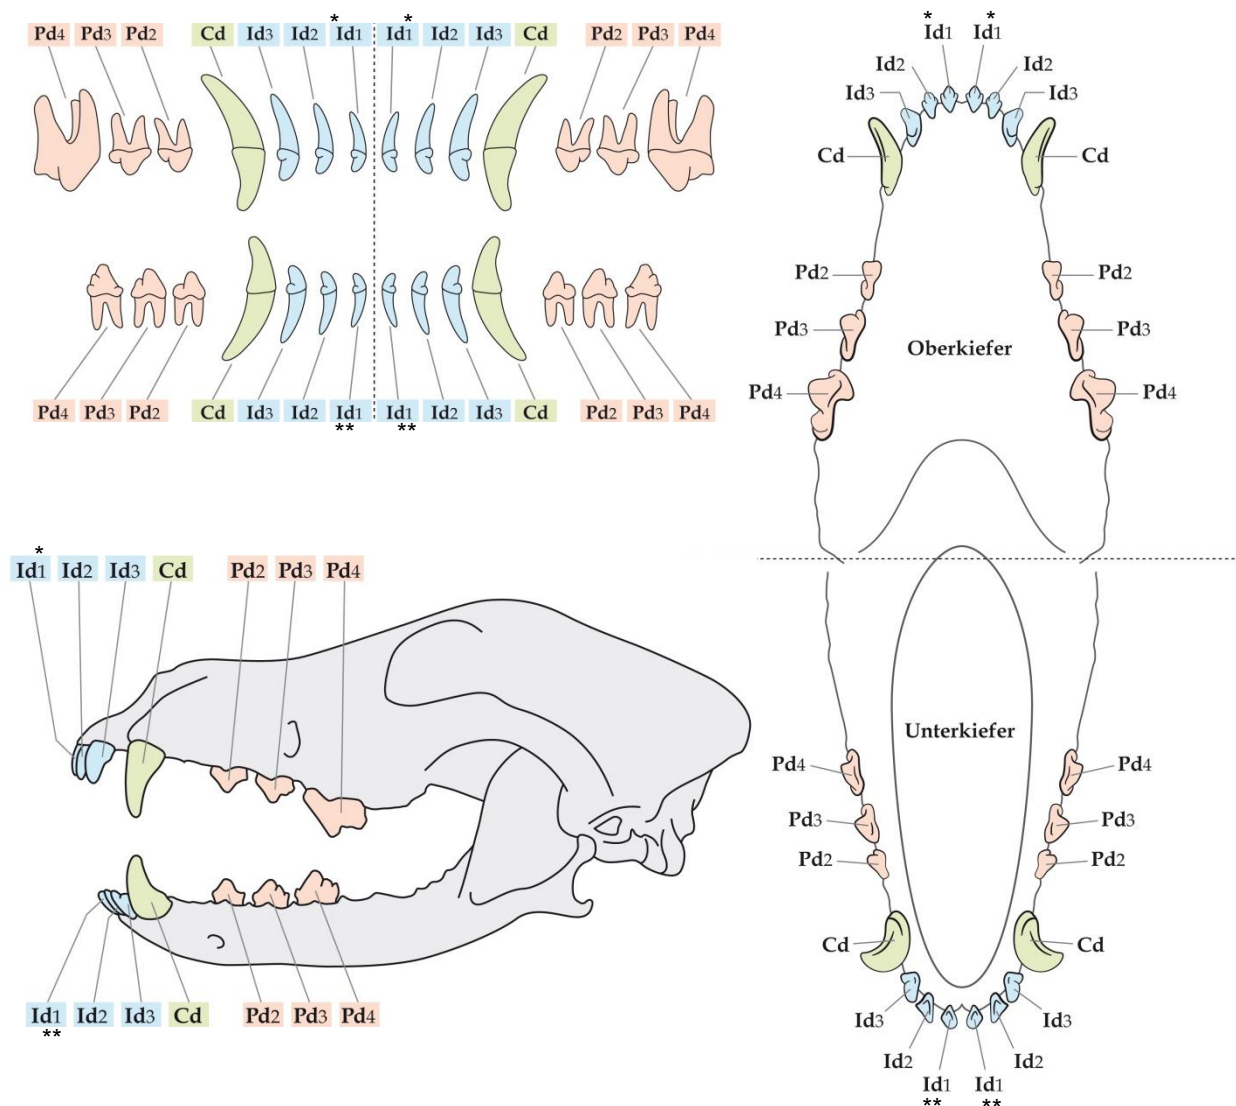 * *
Pd4 Pd3 Pd2 Cd Id3 Id2 Id1 Id1 Id2 Id3 Cd Pd2 Pd3 Pd4
Pd4 Pd3 Pd2 Cd Id3 Id2 Id1 Id1 Id2 Id3 Cd Pd2 Pd3 Pd4
** **
* *
Id1 Id1
Id2 Id2
Id3 Id3
Cd Cd
Pd2 Pd2
Pd3 Pd3
Oberkiefer
Pd4 Pd4
*
Id1 Id2 Id3 Cd Pd2 Pd3 Pd4
Id1 Id2 Id3 Cd Pd2 Pd3 Pd4
**
Unterkiefer
Pd4 Pd4
Pd3 Pd3
Pd2 Pd2
Cd Cd
Id3 Id3
Id2 Id2
Id1 Id1
** **